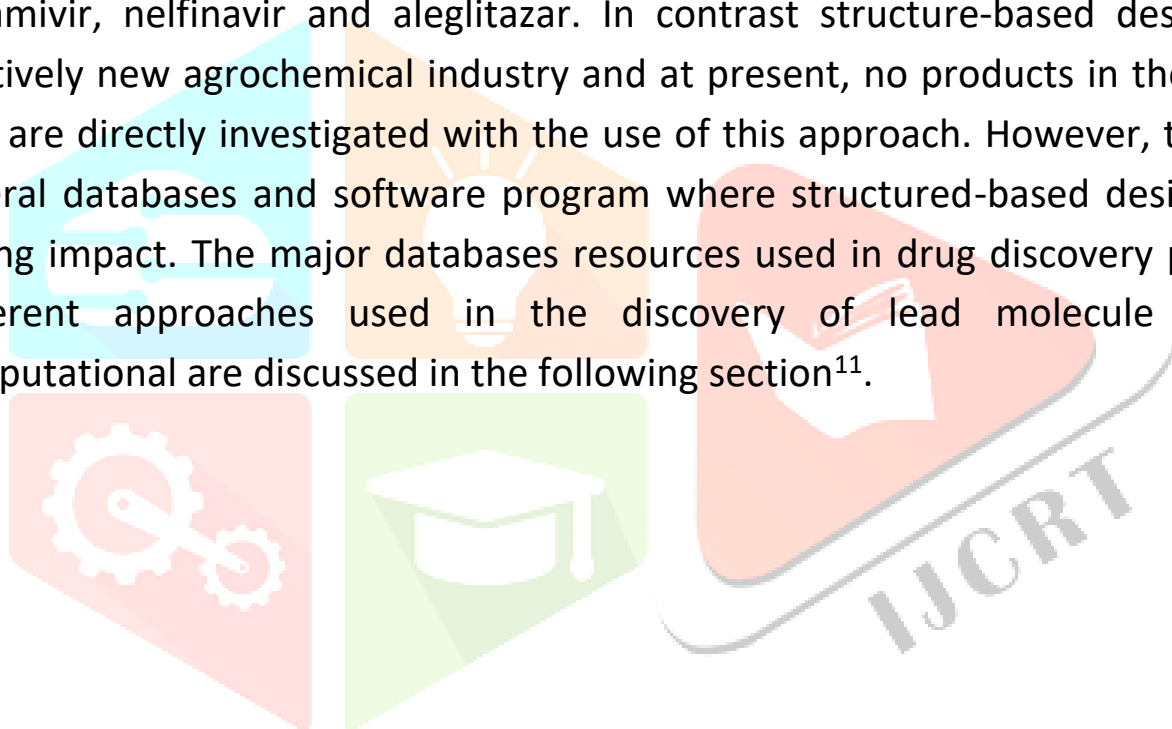 amivir, nelfinavir and aleglitazar. In contrast structure-based des
tively new agrochemical industry and at present, no products in the
are directly investigated with the use of this approach. However, t
eral databases and software program where structured-based desi
ng impact. The major databases resources used in drug discovery p
erent approaches used in the discovery of lead molecule
putational are discussed in the following section¹¹.
IJCRT